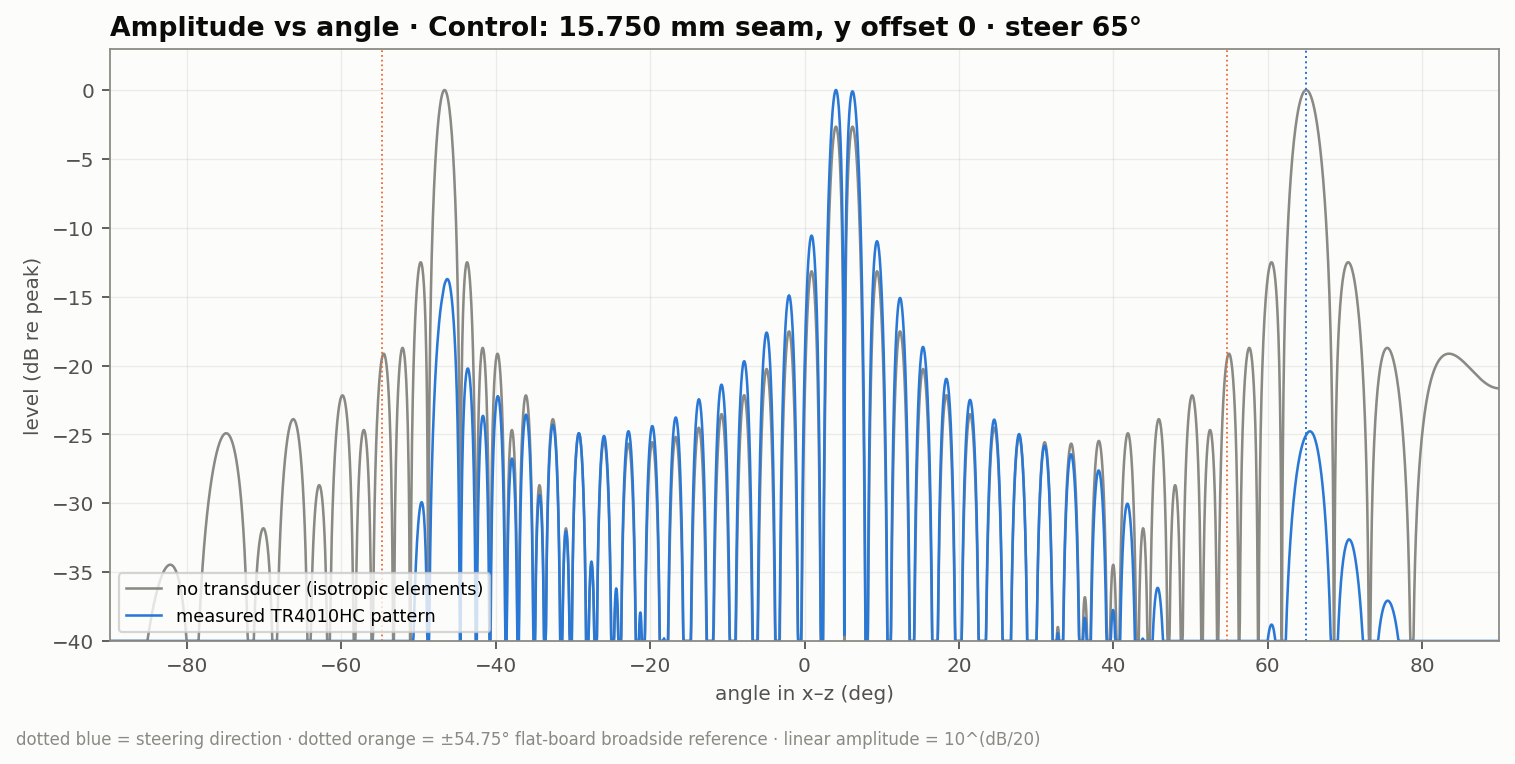 Amplitude vs angle · Control: 15.750 mm seam, y offset 0 · steer 65°
level (dB re peak)
0
−5
−10
−15
−20
−25
−30
−35
−40
no transducer (isotropic elements)
measured TR4010HC pattern
−80 −60 −40 −20 0 20 40 60 80
angle in x–z (deg)
dotted blue = steering direction · dotted orange = ±54.75° flat-board broadside reference · linear amplitude = 10^(dB/20)